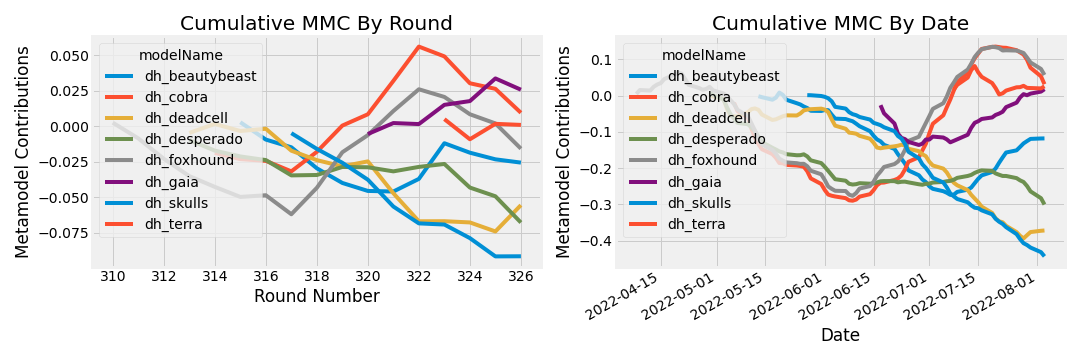 Cumulative MMC By Round
Metamodel Contributions
0.050
0.025
0.000
−0.025
−0.050
−0.075
modelName
dh_beautybeast
dh_cobra
dh_deadcell
dh_desperado
dh_foxhound
dh_gaia
dh_skulls
dh_terra
310 312 314 316 318 320 322 324 326
Round Number
Cumulative MMC By Date
Metamodel Contributions
0.1
0.0
−0.1
−0.2
−0.3
−0.4
modelName
dh_beautybeast
dh_cobra
dh_deadcell
dh_desperado
dh_foxhound
dh_gaia
dh_skulls
dh_terra
2022-04-15 2022-05-01 2022-05-15 2022-06-01 2022-06-15 2022-07-01 2022-07-15 2022-08-01
Date